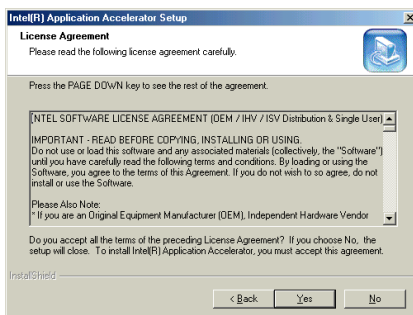 Intel(R) Application Accelerator Setup
License Agreement
Please read the following license agreement carefully.
Press the PAGE DOWN key to see the rest of the agreement.
INTEL SOFTWARE LICENSE AGREEMENT (OEM / IHV / ISV Distribution & Single User)
IMPORTANT - READ BEFORE COPYING, INSTALLING OR USING.
Do not use or load this software and any associated materials (collectively, the "Software")
until you have carefully read the following terms and conditions. By loading or using the
Software, you agree to the terms of this Agreement. If you do not wish to so agree, do not
install or use the Software.
Please Also Note:
* If you are an Original Equipment Manufacturer (OEM), Independent Hardware Vendor
Do you accept all the terms of the preceding License Agreement? If you choose No, the
setup will close. To install Intel(R) Application Accelerator, you must accept this agreement.
InstallShield
< Back
Yes
No